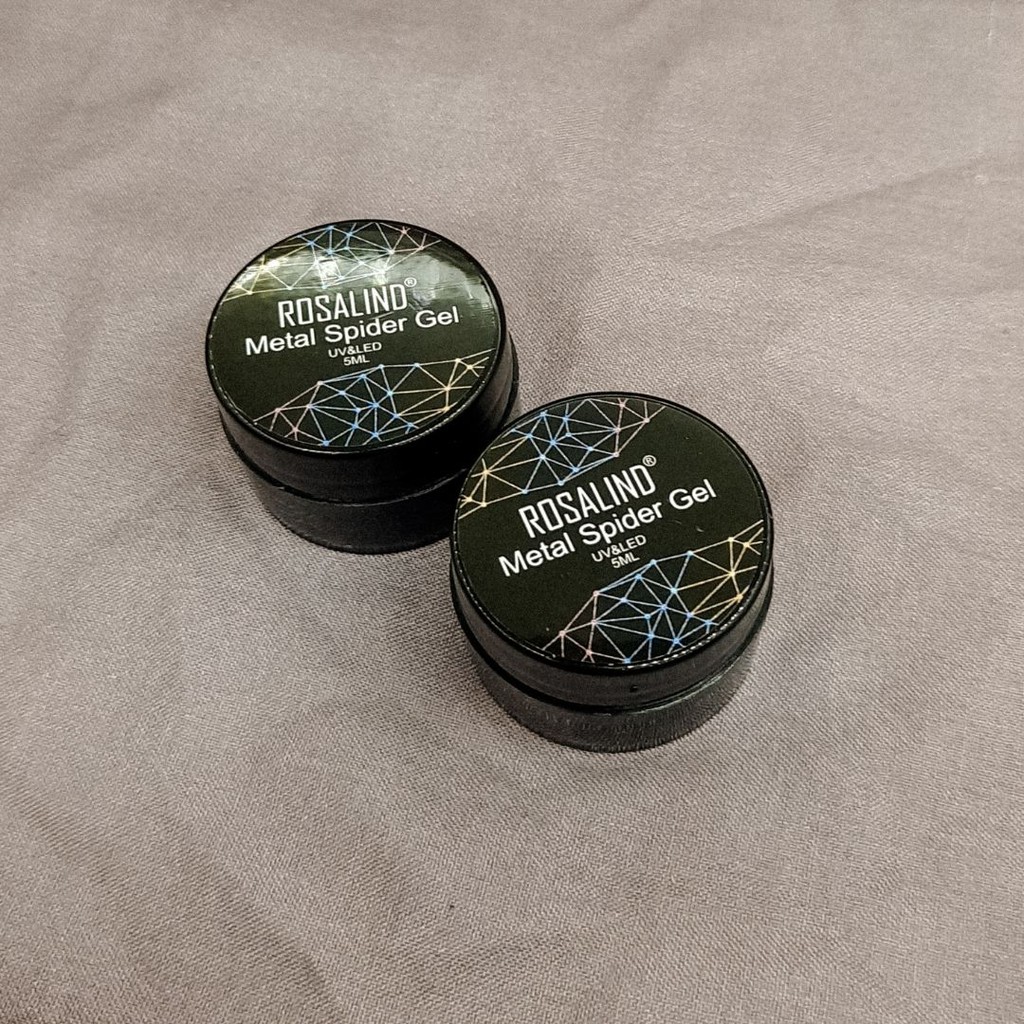 ROSALIND®
Metal Spider Gel
UV&LED
5ML
ROSALIND®
Metal Spider Gel
UV&LED
5ML